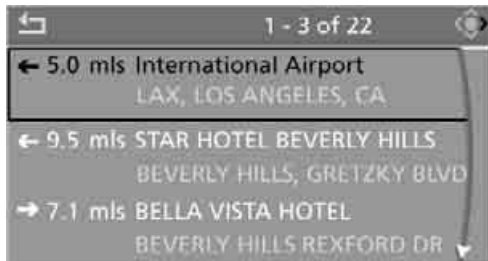 1 - 3 of 22
← 5.0 mls International Airport
LAX, LOS ANGELES, CA
← 9.5 mls STAR HOTEL BEVERLY HILLS
BEVERLY HILLS, GRETZKY BLVD
→ 7.1 mls BELLA VISTA HOTEL
BEVERLY HILLS REXFORD DR